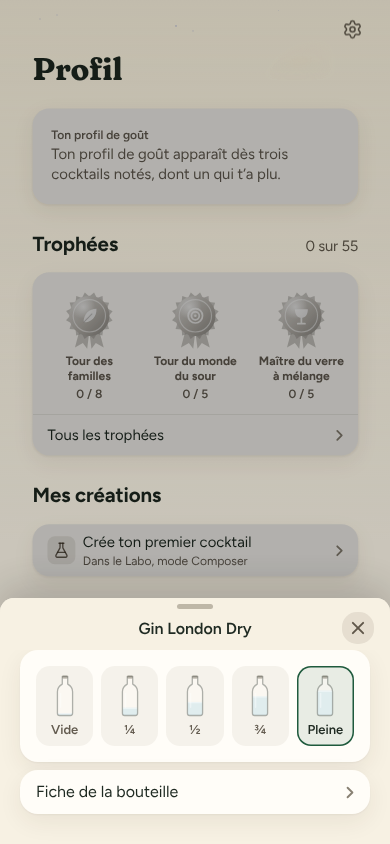 Profil
Ton profil de goût
Ton profil de goût apparaît dès trois
cocktails notés, dont un qui t’a plu.
Trophées
0 sur 55
Tour des
familles
0 / 8
Tour du monde
du sour
0 / 5
Maître du verre
à mélange
0 / 5
Tous les trophées
Mes créations
Crée ton premier cocktail
Dans le Labo, mode Composer
Gin London Dry
Vide
¼
½
¾
Pleine
Fiche de la bouteille